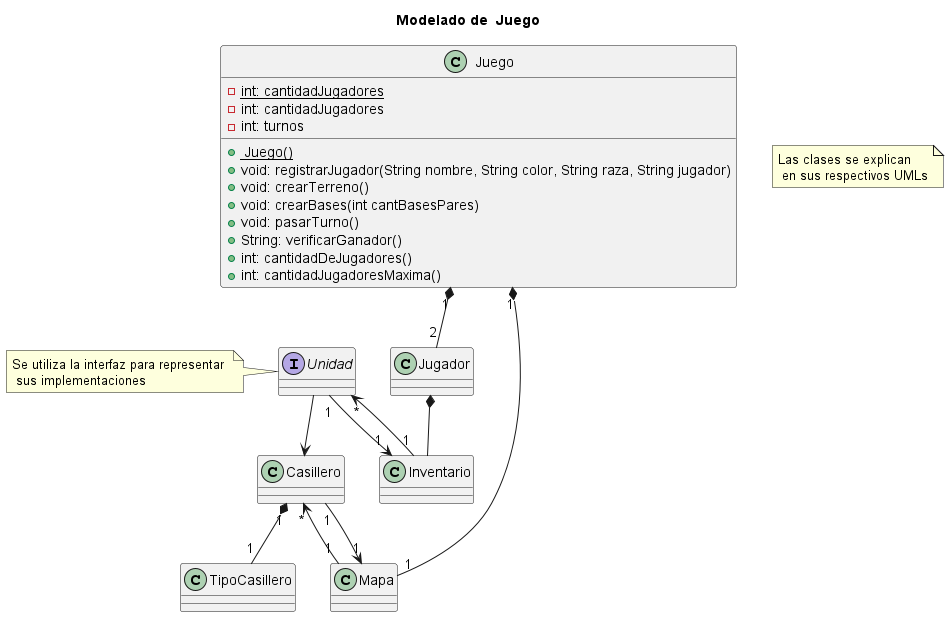 Modelado de  Juego
C Juego
int: cantidadJugadores
int: cantidadJugadores
int: turnos
Juego()
void: registrarJugador(String nombre, String color, String raza, String jugador)
void: crearTerreno()
void: crearBases(int cantBasesPares)
void: pasarTurno()
String: verificarGanador()
int: cantidadDeJugadores()
int: cantidadJugadoresMaxima()
Las clases se explican
en sus respectivos UMLs
1
1
2
Se utiliza la interfaz para representar
sus implementaciones
I Unidad
C Jugador
1
*
1
1
C Casillero
C Inventario
1
*
1
1
1
1
1
C TipoCasillero
C Mapa